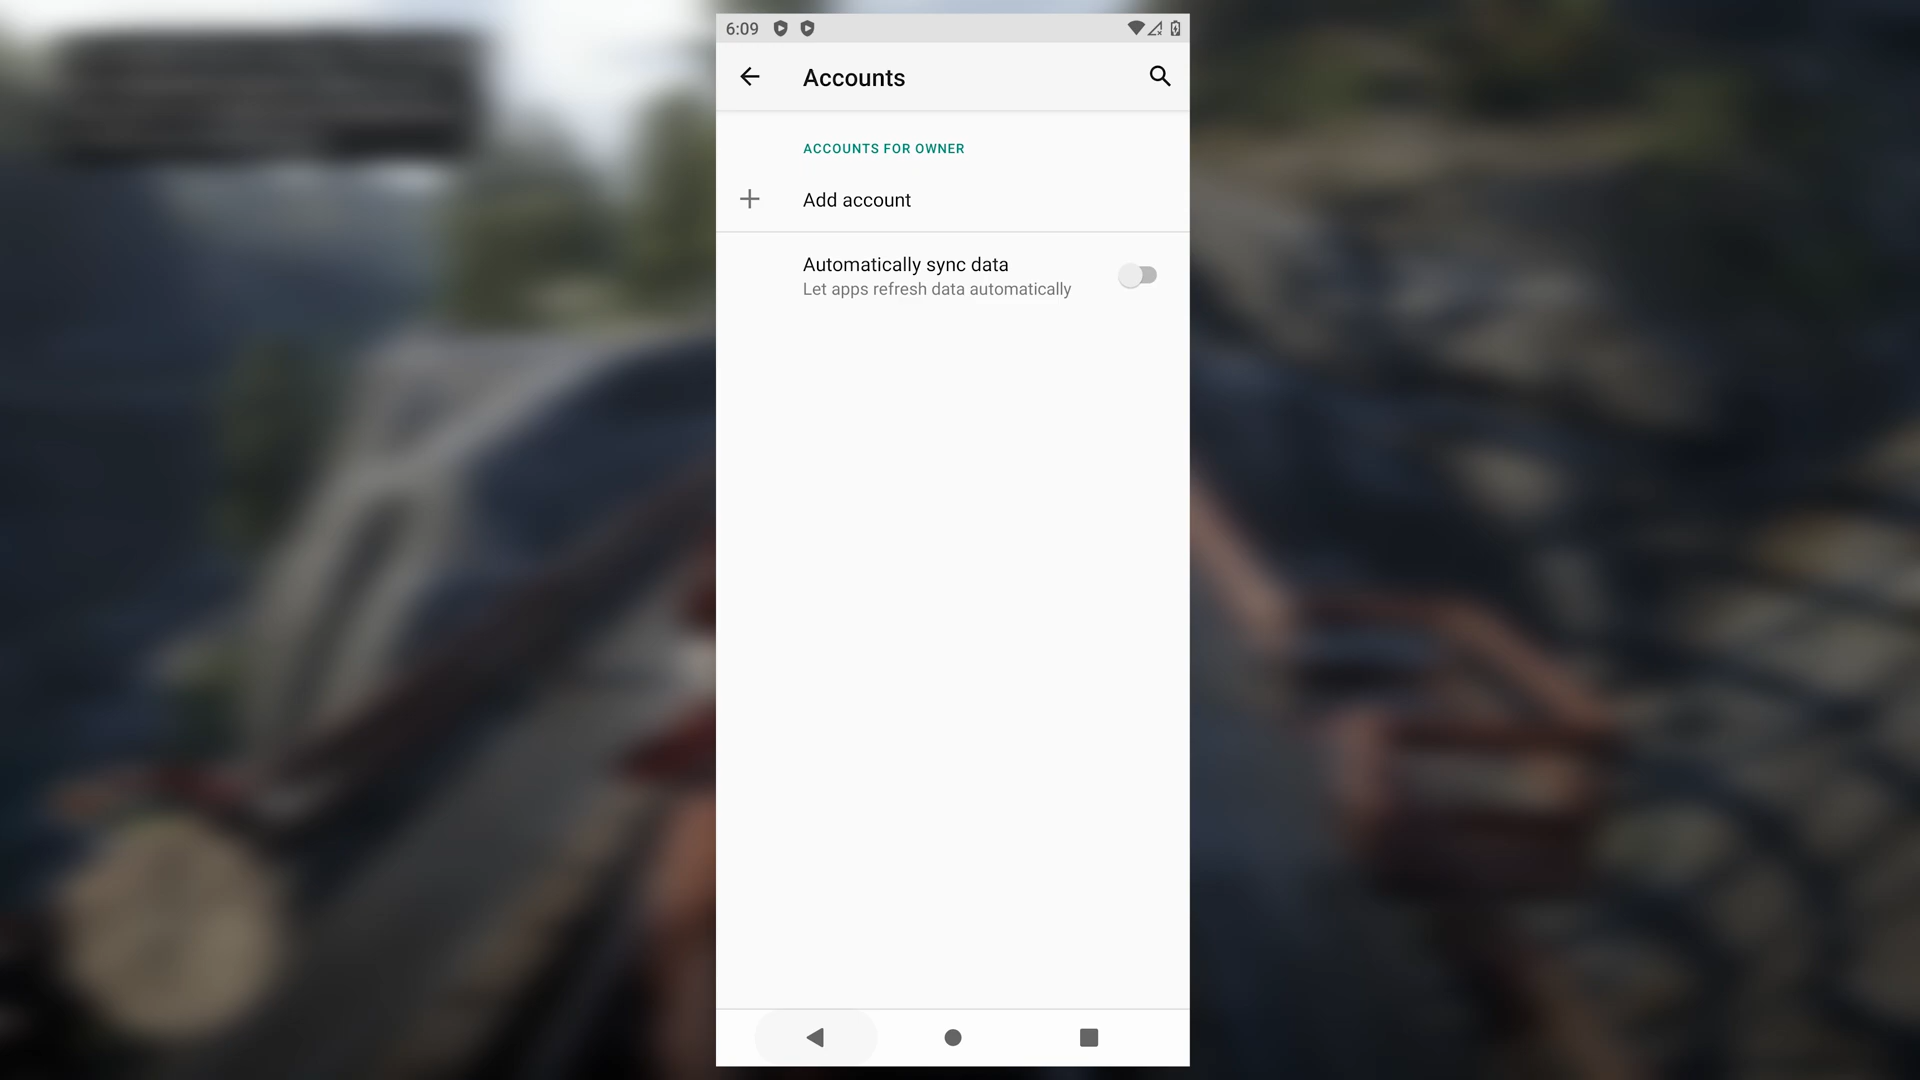 6:09
Accounts
ACCOUNTS FOR OWNER
Add account
Automatically sync data
Let apps refresh data automatically